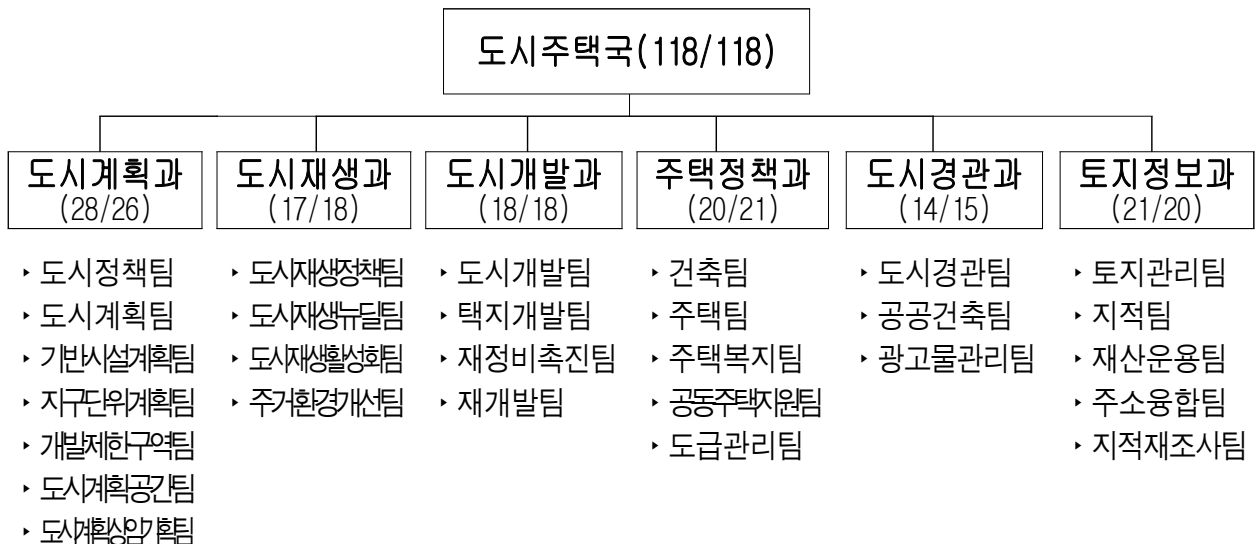 도시주택국(118/118)
도시계획과
(28/26)
‣ 도시정책팀
‣ 도시계획팀
‣ 기반시설계획팀
‣ 지구단위계획팀
‣ 개발제한구역팀
‣ 도시계획공간팀
‣ 도시계획상임기획팀
도시재생과
(17/18)
‣ 도시재생정책팀
‣ 도시재생뉴딜팀
‣ 도시재생활성화팀
‣ 주거환경개선팀
도시개발과
(18/18)
‣ 도시개발팀
‣ 택지개발팀
‣ 재정비촉진팀
‣ 재개발팀
주택정책과
(20/21)
‣ 건축팀
‣ 주택팀
‣ 주택복지팀
‣ 공동주택지원팀
‣ 도급관리팀
도시경관과
(14/15)
‣ 도시경관팀
‣ 공공건축팀
‣ 광고물관리팀
토지정보과
(21/20)
‣ 토지관리팀
‣ 지적팀
‣ 재산운용팀
‣ 주소융합팀
‣ 지적재조사팀